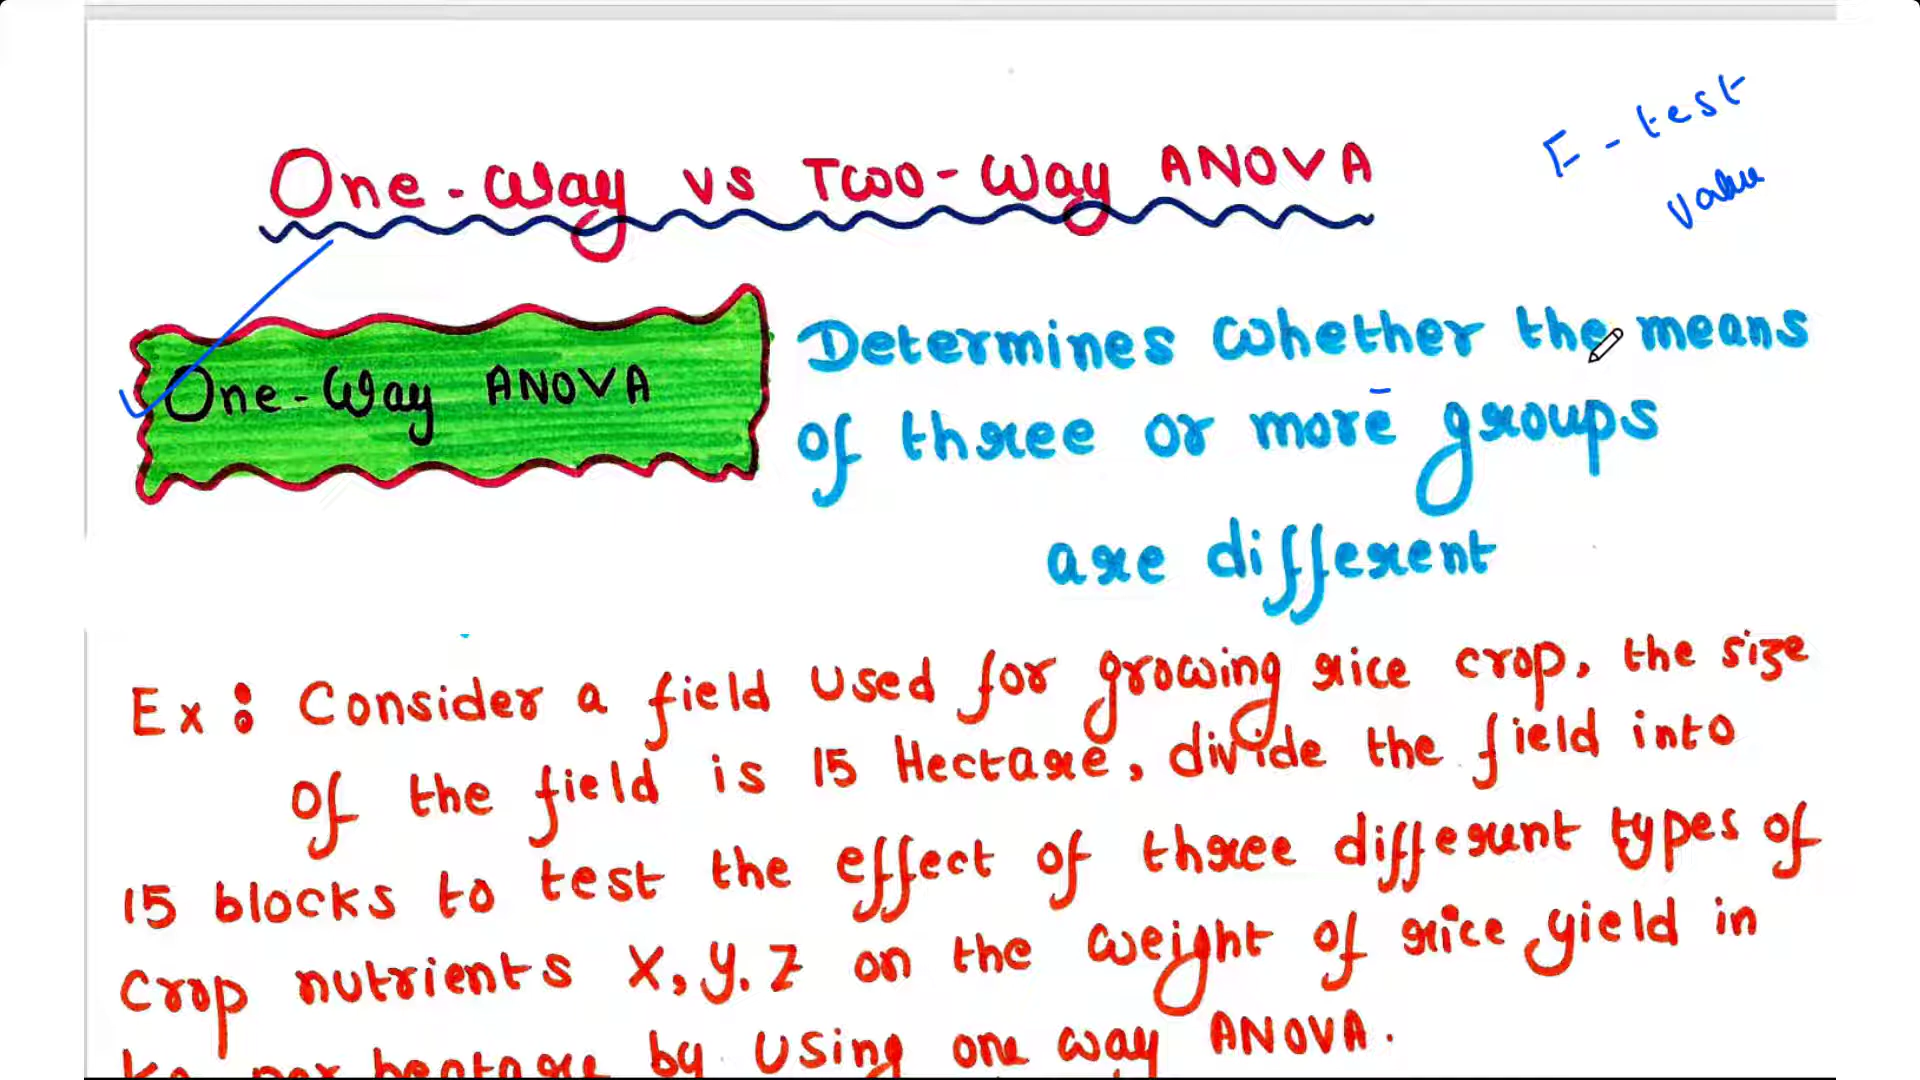 One-Way vs Two-Way ANOVA
F-test
value
One-Way ANOVA
Determines whether the means
of three or more groups
are different
Ex: Consider a field used for growing rice crop, the size
of the field is 15 Hectare, divide the field into
15 blocks to test the effect of three different types of
crop nutrients X, Y, Z on the weight of rice yield in
Kg per hectare by using one way ANOVA.